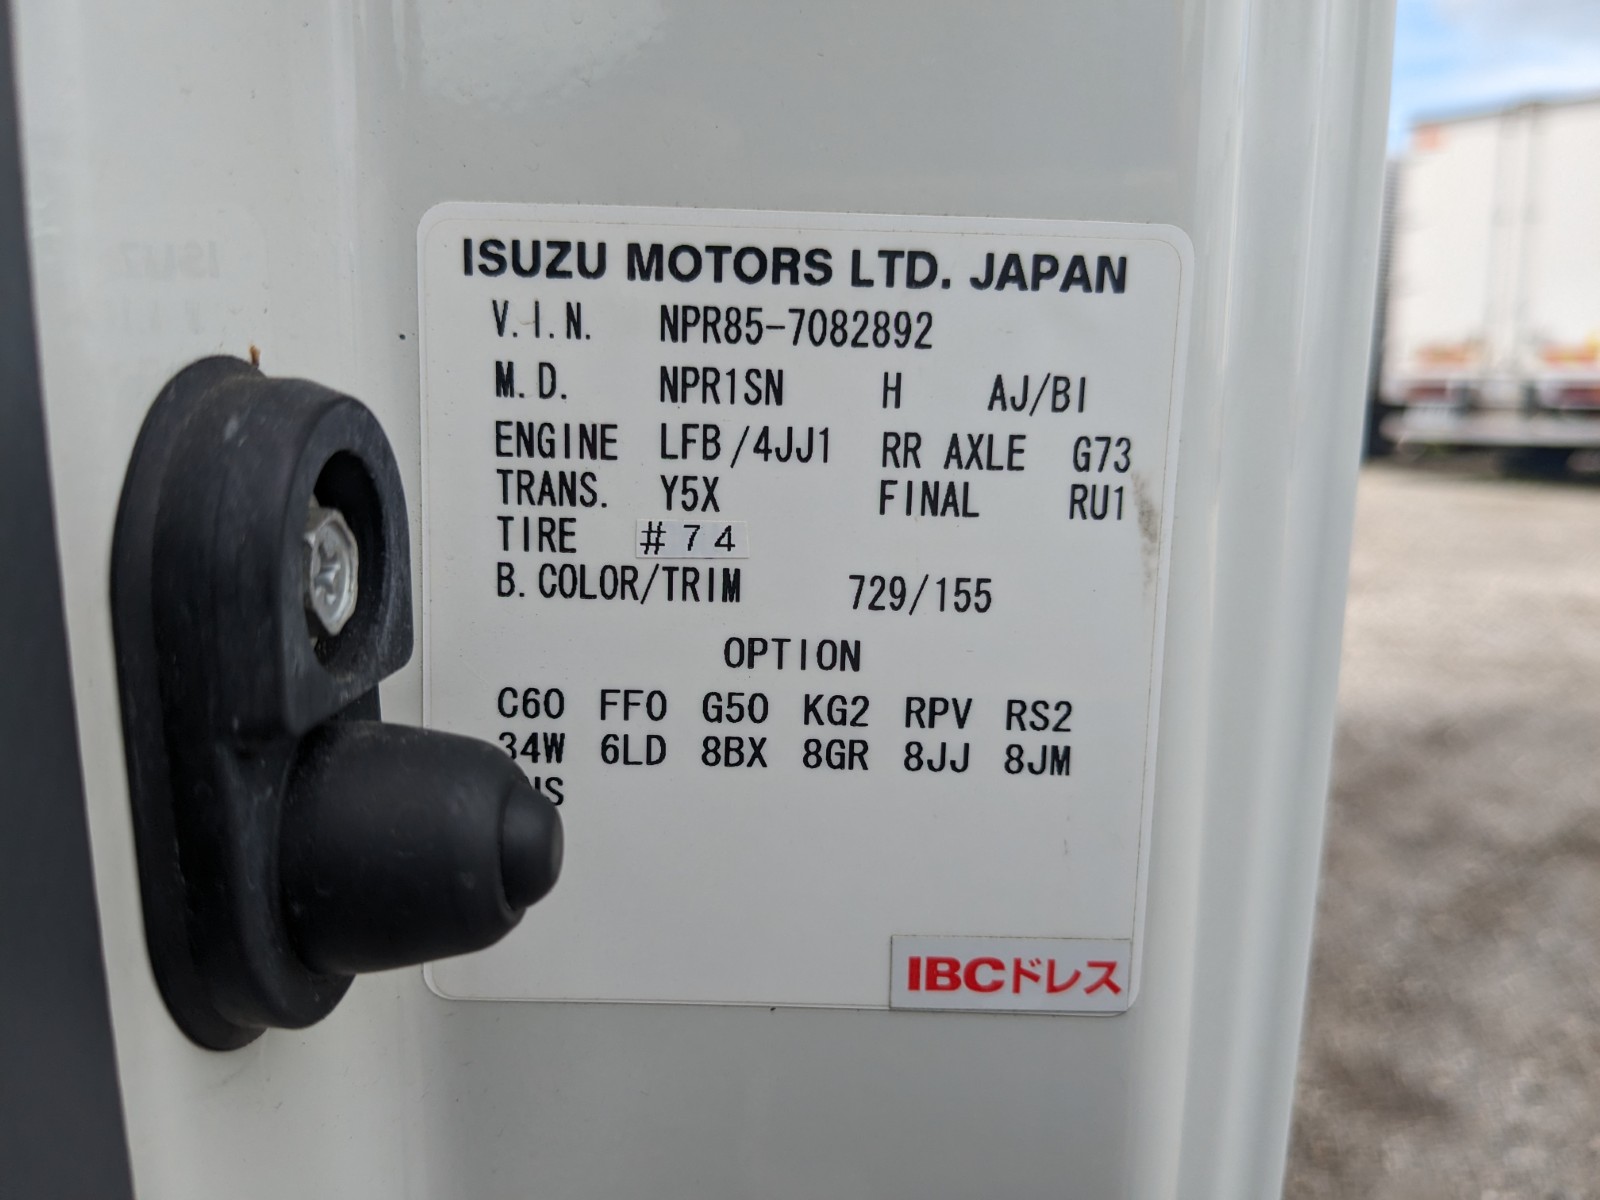 ISUZU MOTORS LTD. JAPAN
V.I.N. NPR85-7082892
M.D. NPR1SN H AJ/BI
ENGINE LFB/4JJ1 RR AXLE G73
TRANS. Y5X FINAL RU1
TIRE #74
B.COLOR/TRIM 729/155
OPTION
C60 FF0 G50 KG2 RPV RS2
34W 6LD 8BX 8GR 8JJ 8JM
IBCドレス